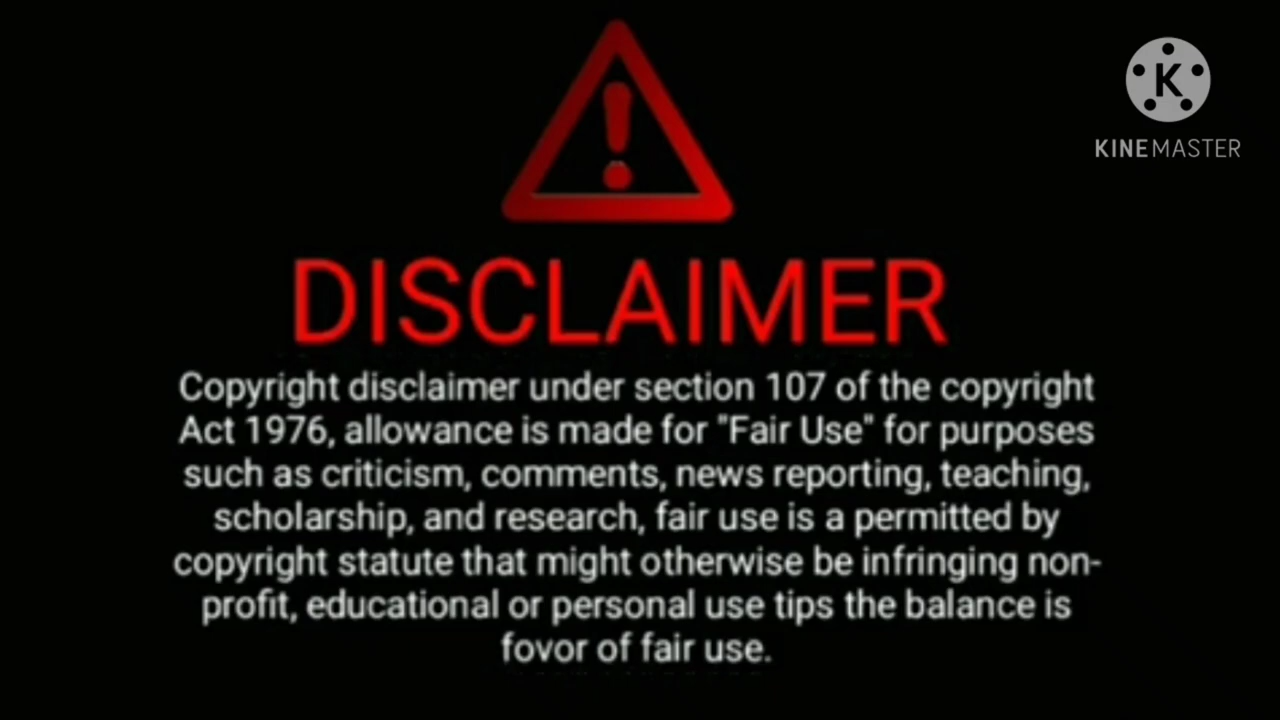 K
KINEMASTER
DISCLAIMER
Copyright disclaimer under section 107 of the copyright
Act 1976, allowance is made for "Fair Use" for purposes
such as criticism, comments, news reporting, teaching,
scholarship, and research, fair use is a permitted by
copyright statute that might otherwise be infringing non-
profit, educational or personal use tips the balance is
fovor of fair use.